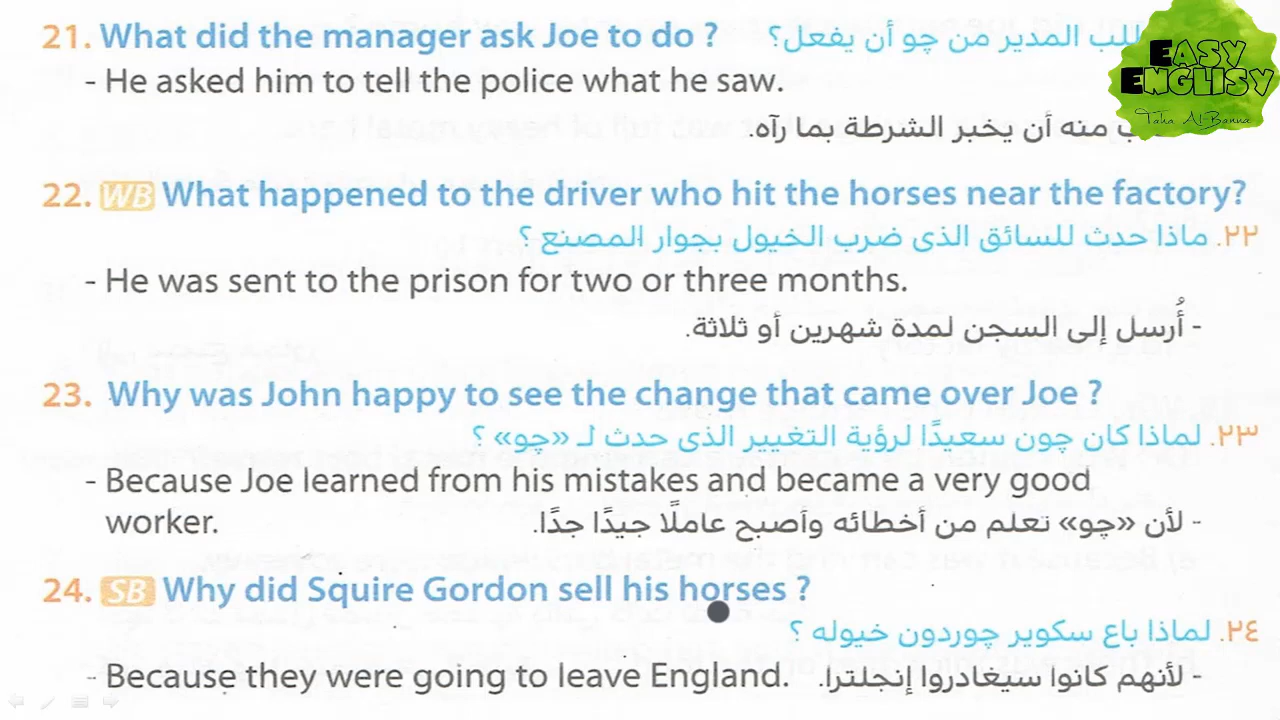 21. What did the manager ask Joe to do ? المدير من چو أن يفعل؟
- He asked him to tell the police what he saw.
منه أن يخبر الشرطة بما رآه.
22. WB What happened to the driver who hit the horses near the factory?
٢٢. ماذا حدث للسائق الذى ضرب الخيول بجوار المصنع ؟
- He was sent to the prison for two or three months.
- أُرسل إلى السجن لمدة شهرين أو ثلاثة.
23. Why was John happy to see the change that came over Joe ?
٢٣. لماذا كان چون سعيدًا لرؤية التغيير الذى حدث لـ «چو» ؟
- Because Joe learned from his mistakes and became a very good
worker. - لأن «چو» تعلم من أخطائه وأصبح عاملًا جيدًا جدًا.
24. SB Why did Squire Gordon sell his horses ?
٢٤. لماذا باع سكوير چوردون خيوله ؟
- Because they were going to leave England. - لأنهم كانوا سيغادروا إنجلترا.
EASY
ENGLISY
Taha Al-Banna